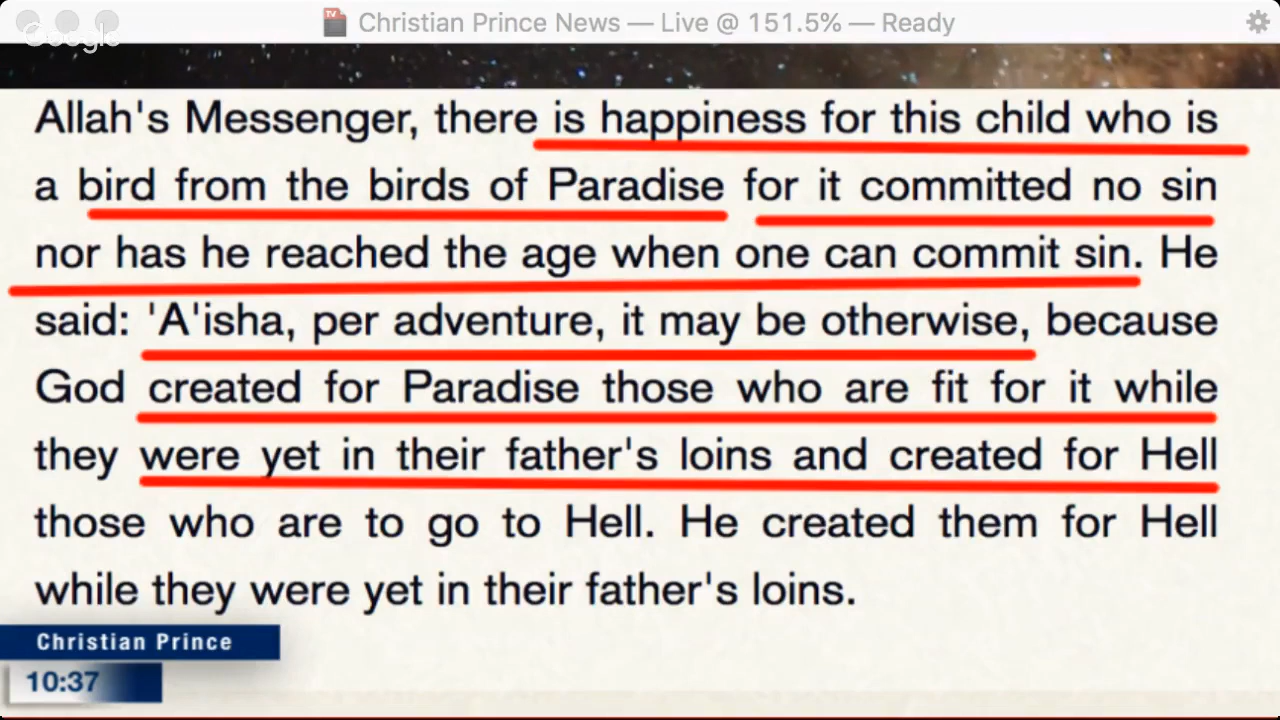 Christian Prince News — Live @ 151.5% — Ready
Google
Allah's Messenger, there is happiness for this child who is
a bird from the birds of Paradise for it committed no sin
nor has he reached the age when one can commit sin. He
said: 'A'isha, per adventure, it may be otherwise, because
God created for Paradise those who are fit for it while
they were yet in their father's loins and created for Hell
those who are to go to Hell. He created them for Hell
while they were yet in their father's loins.
Christian Prince
10:37